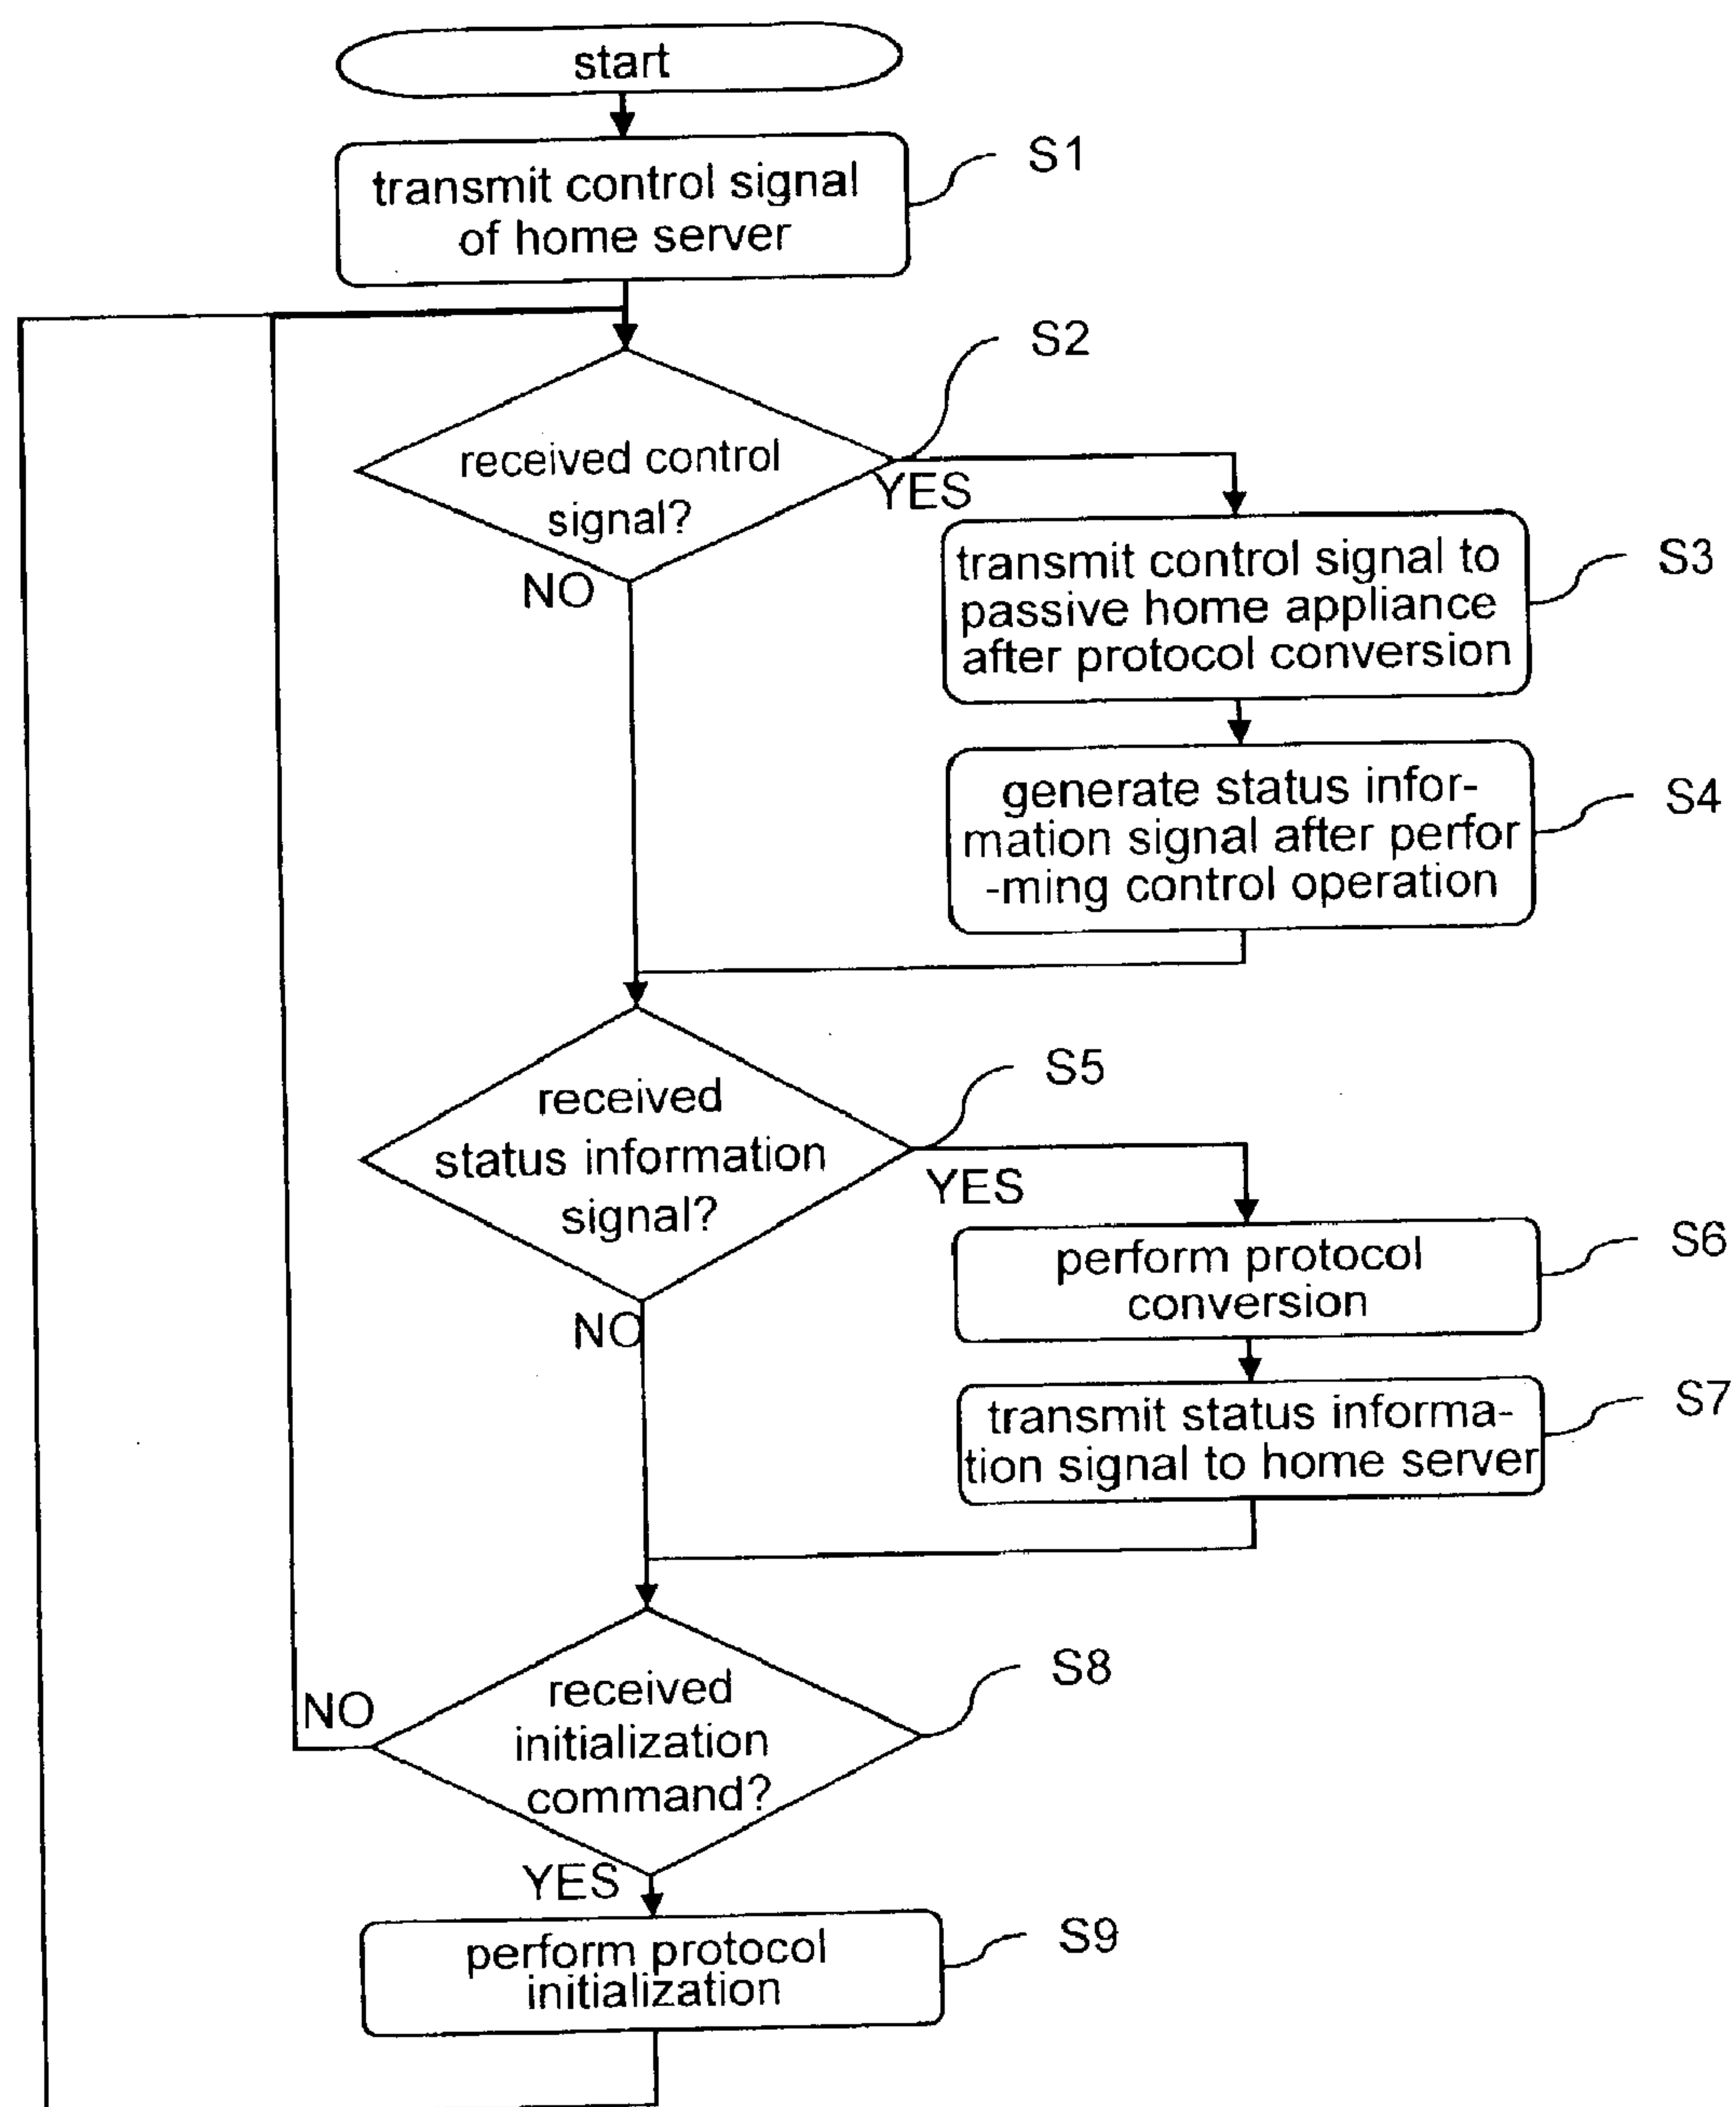 start
transmit control signal
of home server
S1
received control
signal?
S2
YES
NO
transmit control signal to
passive home appliance
after protocol conversion
S3
generate status infor-
mation signal after perfor
-ming control operation
S4
received
status information
signal?
S5
YES
NO
perform protocol
conversion
S6
transmit status informa-
tion signal to home server
S7
received
initialization
command?
S8
NO
YES
perform protocol
initialization
S9